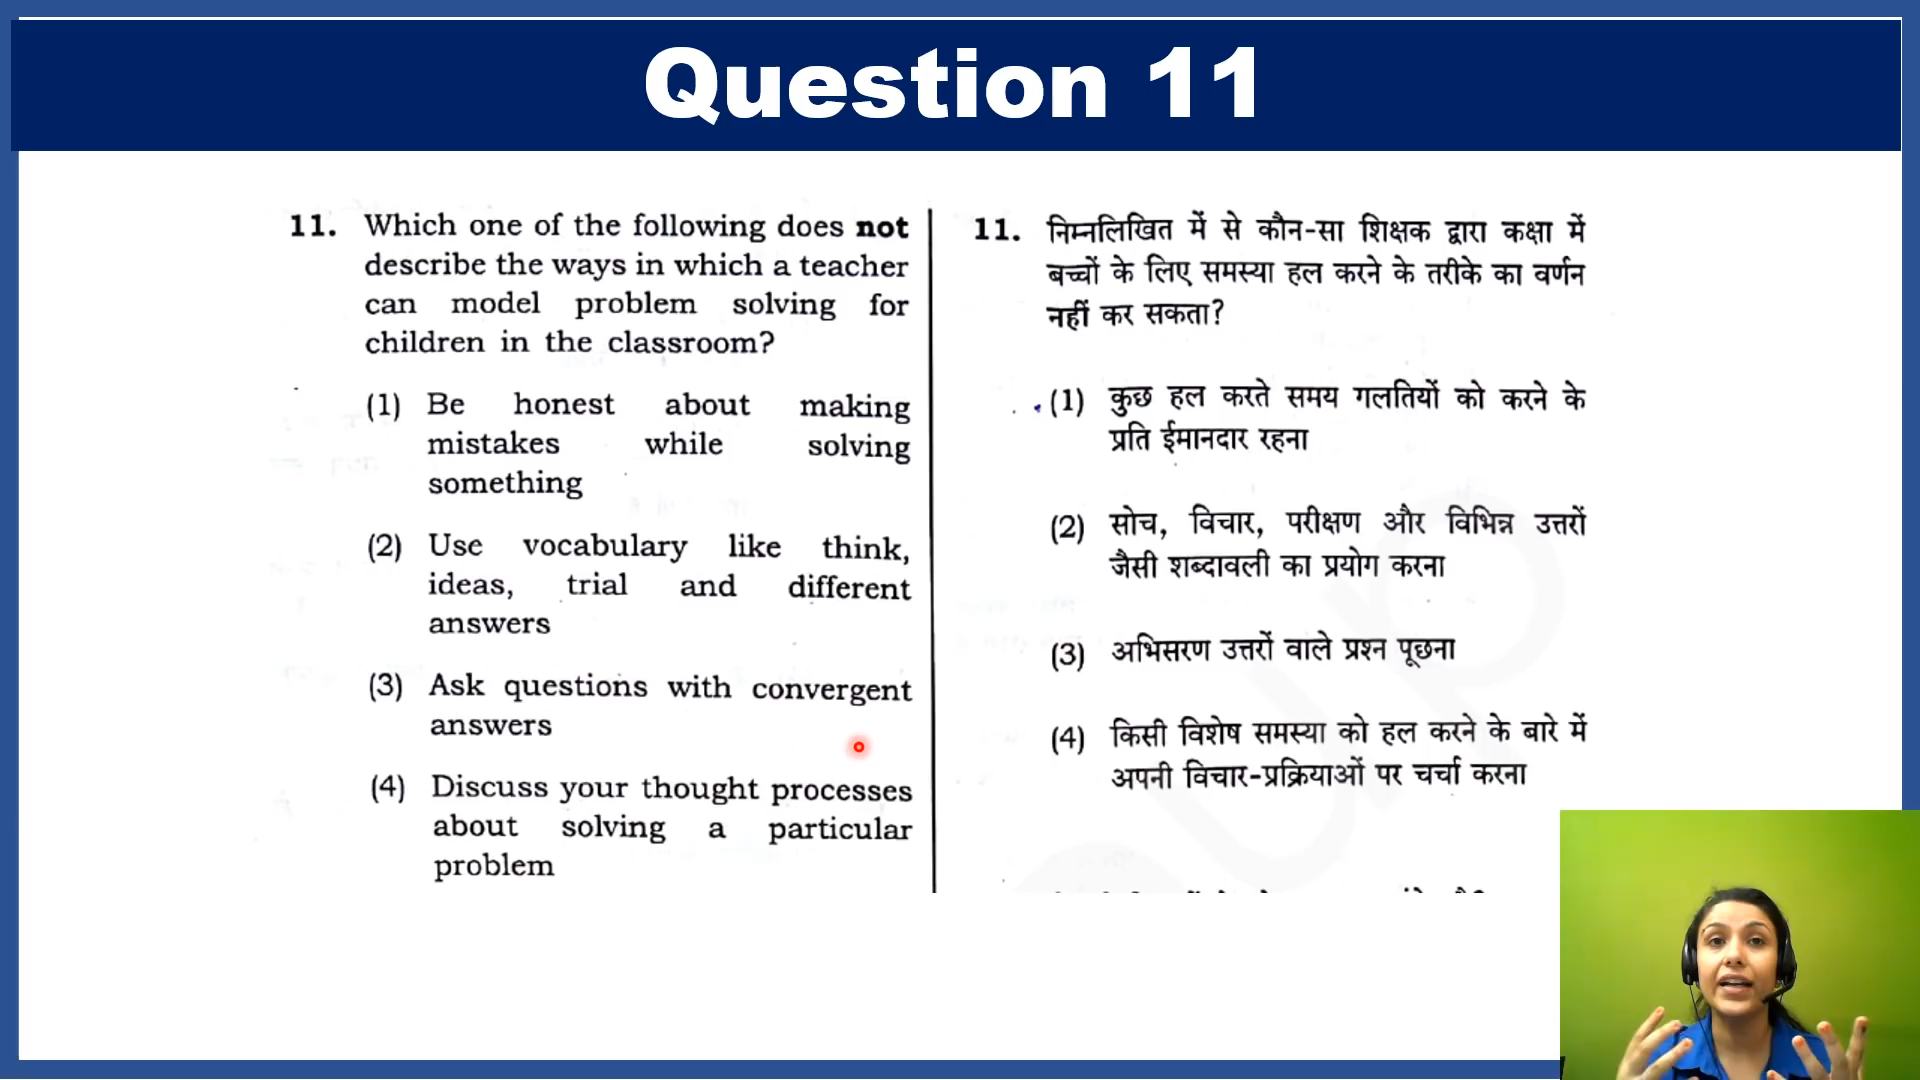 Question 11
11. Which one of the following does not
describe the ways in which a teacher
can model problem solving for
children in the classroom?
(1) Be honest about making
mistakes while solving
something
(2) Use vocabulary like think,
ideas, trial and different
answers
(3) Ask questions with convergent
answers
(4) Discuss your thought processes
about solving a particular
problem
11. निम्नलिखित में से कौन-सा शिक्षक द्वारा कक्षा में
बच्चों के लिए समस्या हल करने के तरीके का वर्णन
नहीं कर सकता?
(1) कुछ हल करते समय गलतियों को करने के
प्रति ईमानदार रहना
(2) सोच, विचार, परीक्षण और विभिन्न उत्तरों
जैसी शब्दावली का प्रयोग करना
(3) अभिसरण उत्तरों वाले प्रश्न पूछना
(4) किसी विशेष समस्या को हल करने के बारे में
अपनी विचार-प्रक्रियाओं पर चर्चा करना